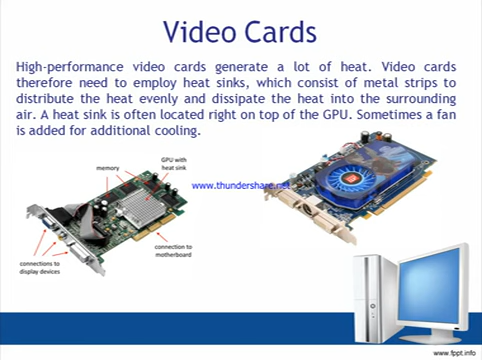 Video Cards
High-performance video cards generate a lot of heat. Video cards
therefore need to employ heat sinks, which consist of metal strips to
distribute the heat evenly and dissipate the heat into the surrounding
air. A heat sink is often located right on top of the GPU. Sometimes a fan
is added for additional cooling.
GPU with
heat sink
memory
www.thundershare.net
connection to
motherboard
connections to
display devices
www.fppt.info